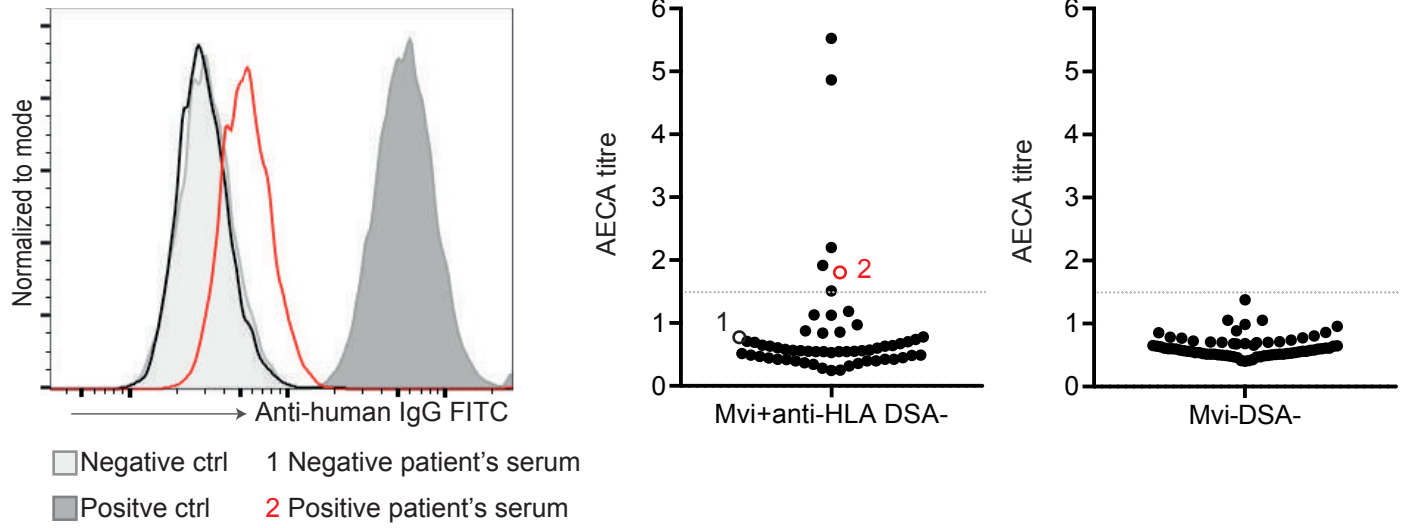 Normalized to mode
Anti-human IgG FITC
Negative ctrl
1 Negative patient's serum
Positve ctrl
2 Positive patient's serum
AECA titre
6
5
4
3
2
1
0
2
1
Mvi+anti-HLA DSA-
AECA titre
6
5
4
3
2
1
0
Mvi-DSA-